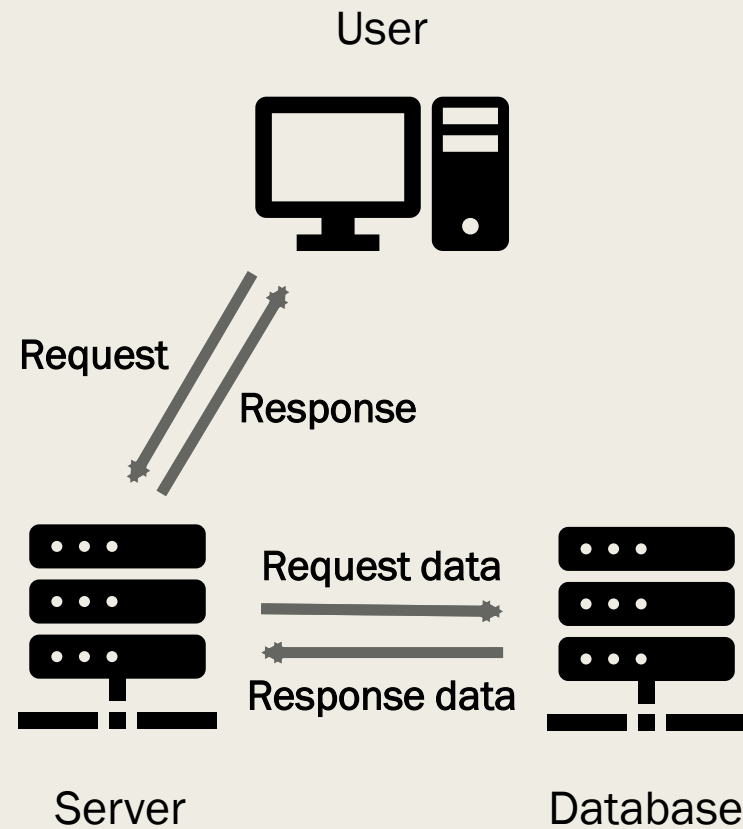 User
Request
Response
Request data
Response data
Server
Database